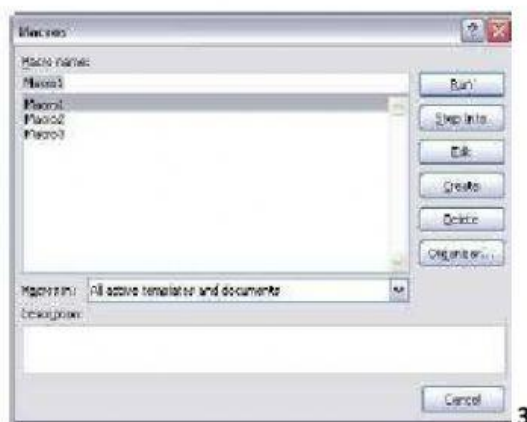 Macros
Macro name:
Macro1
Macro1
Macro2
Macro3
Run
Step Into
Edit
Create
Delete
Organizer...
Macros in:
All active templates and documents
Description:
Cancel
3